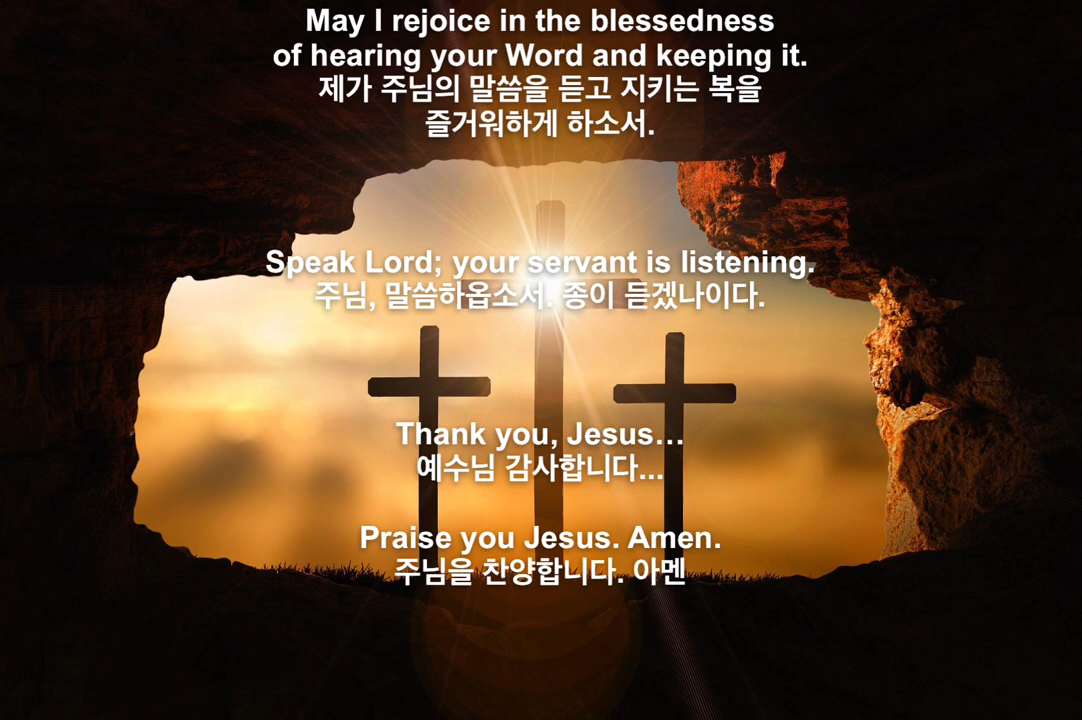 May I rejoice in the blessedness
of hearing your Word and keeping it.
제가 주님의 말씀을 듣고 지키는 복을
즐거워하게 하소서.
Speak Lord; your servant is listening.
주님, 말씀하옵소서. 종이 듣겠나이다.
Thank you, Jesus…
예수님 감사합니다...
Praise you Jesus. Amen.
주님을 찬양합니다. 아멘